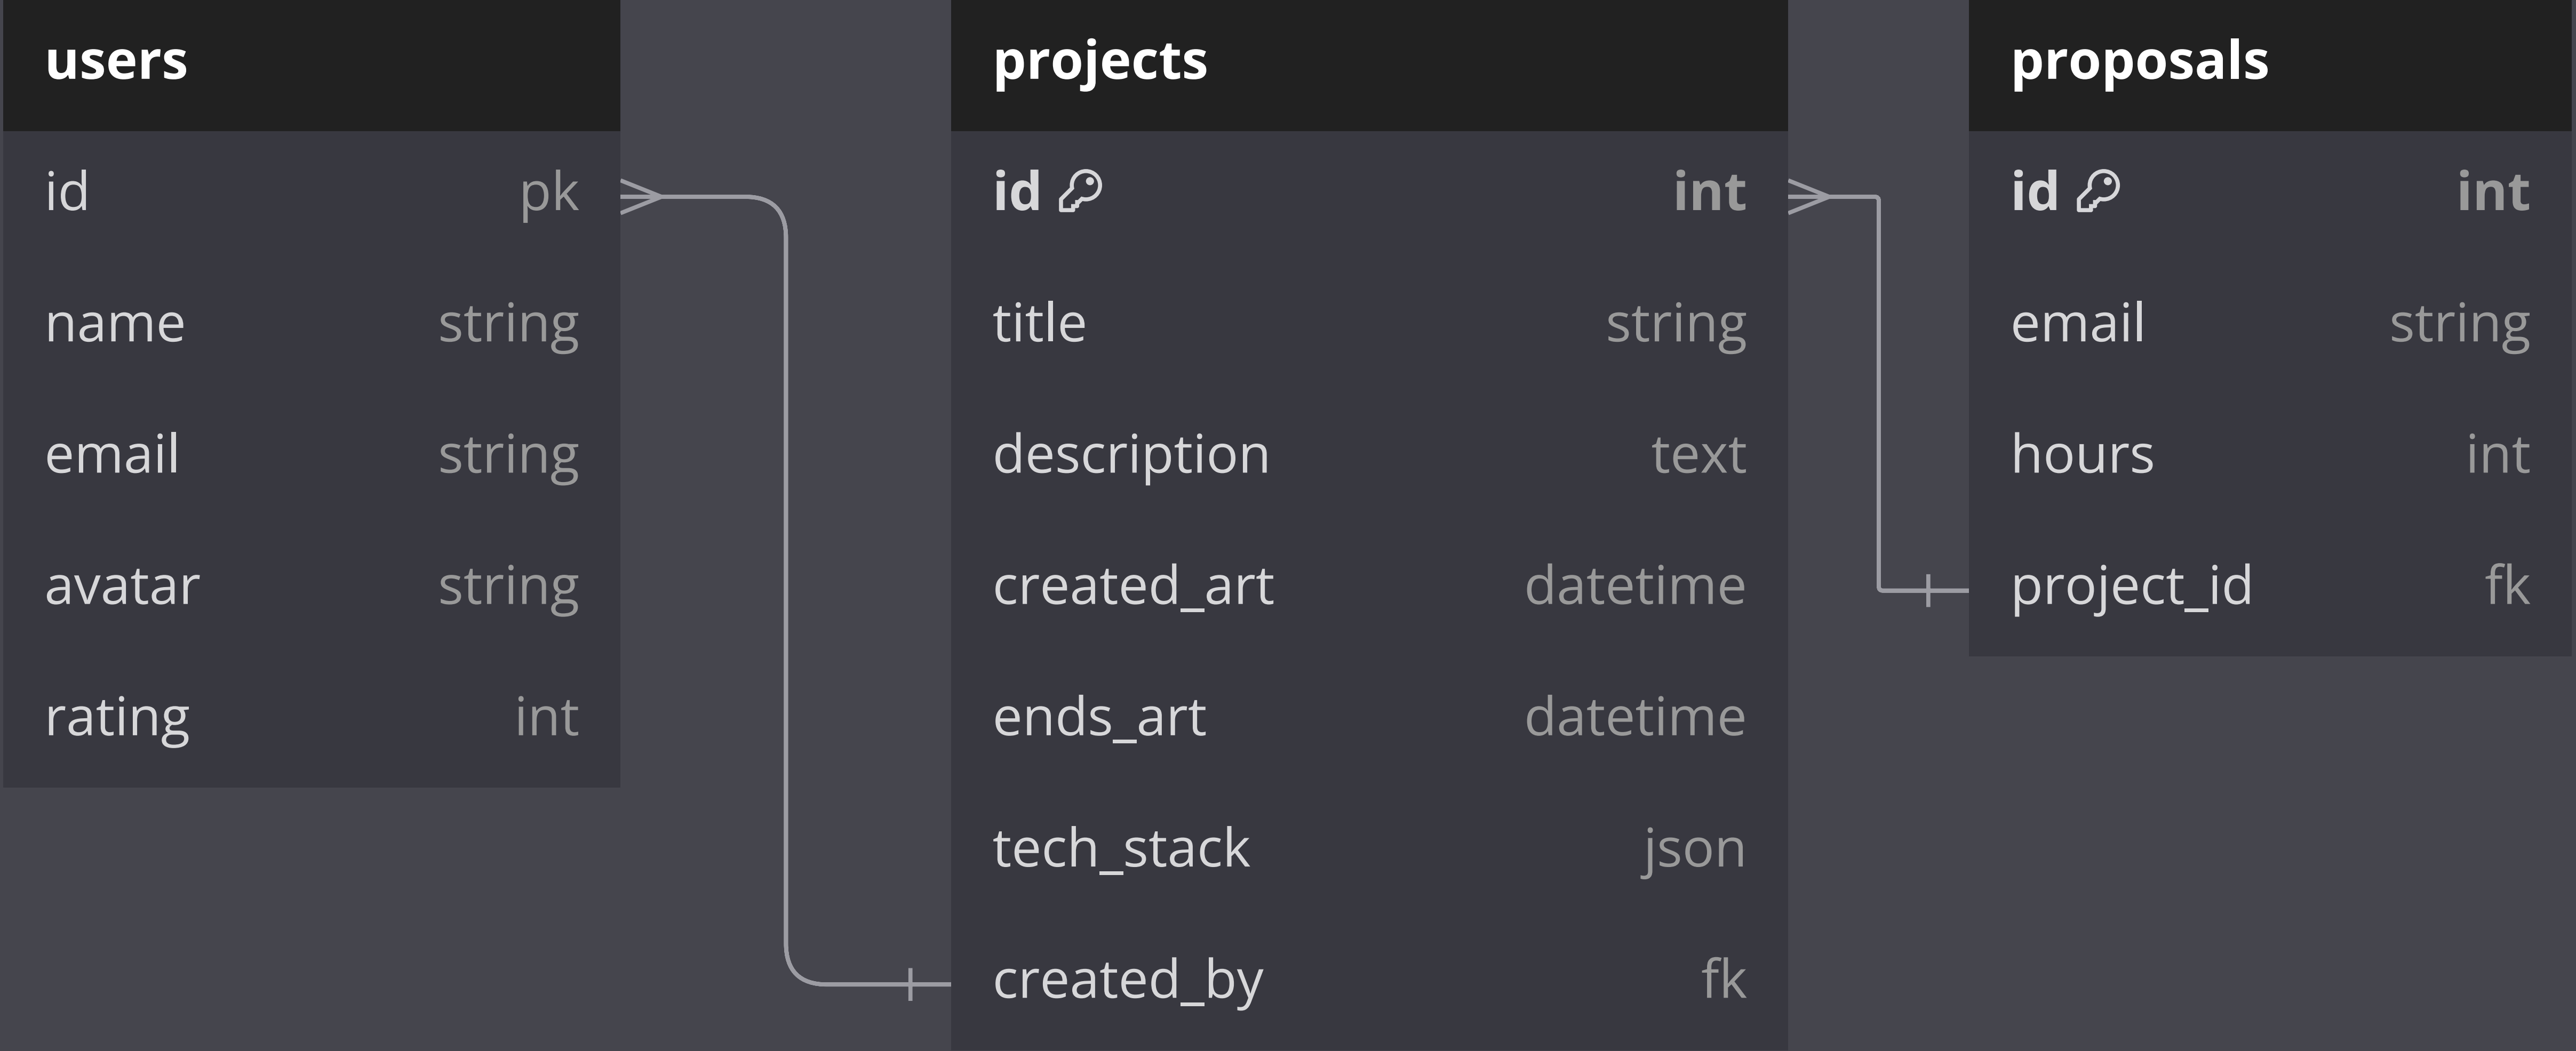 users
id pk
name string
email string
avatar string
rating int
projects
id int
title string
description text
created_art datetime
ends_art datetime
tech_stack json
created_by fk
proposals
id int
email string
hours int
project_id fk